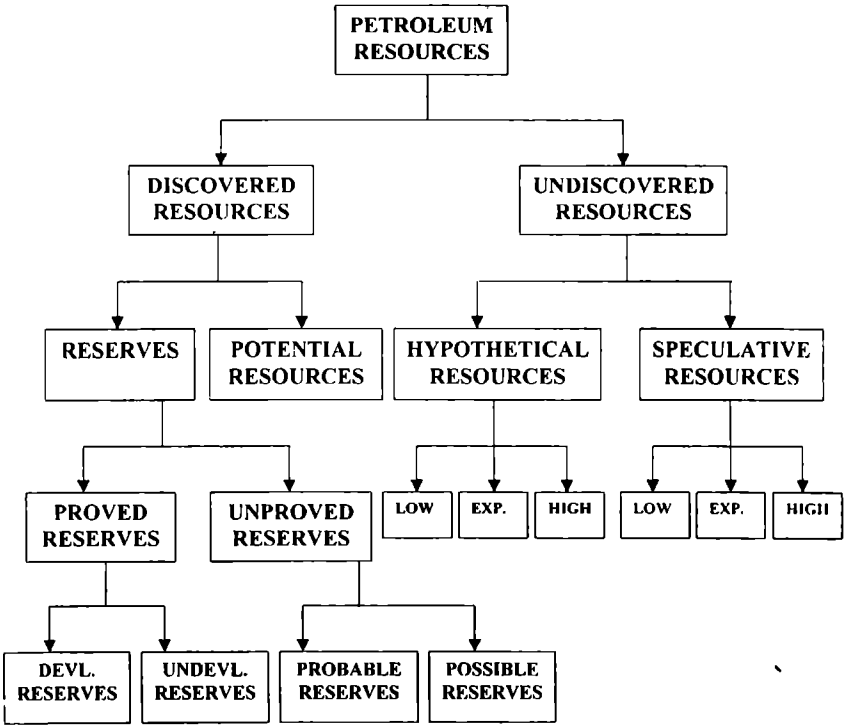 PETROLEUM
RESOURCES
DISCOVERED
RESOURCES
UNDISCOVERED
RESOURCES
RESERVES
POTENTIAL
RESOURCES
HYPOTHETICAL
RESOURCES
SPECULATIVE
RESOURCES
PROVED
RESERVES
UNPROVED
RESERVES
LOW
EXP.
HIGH
LOW
EXP.
HIGH
DEVL.
RESERVES
UNDEVL.
RESERVES
PROBABLE
RESERVES
POSSIBLE
RESERVES